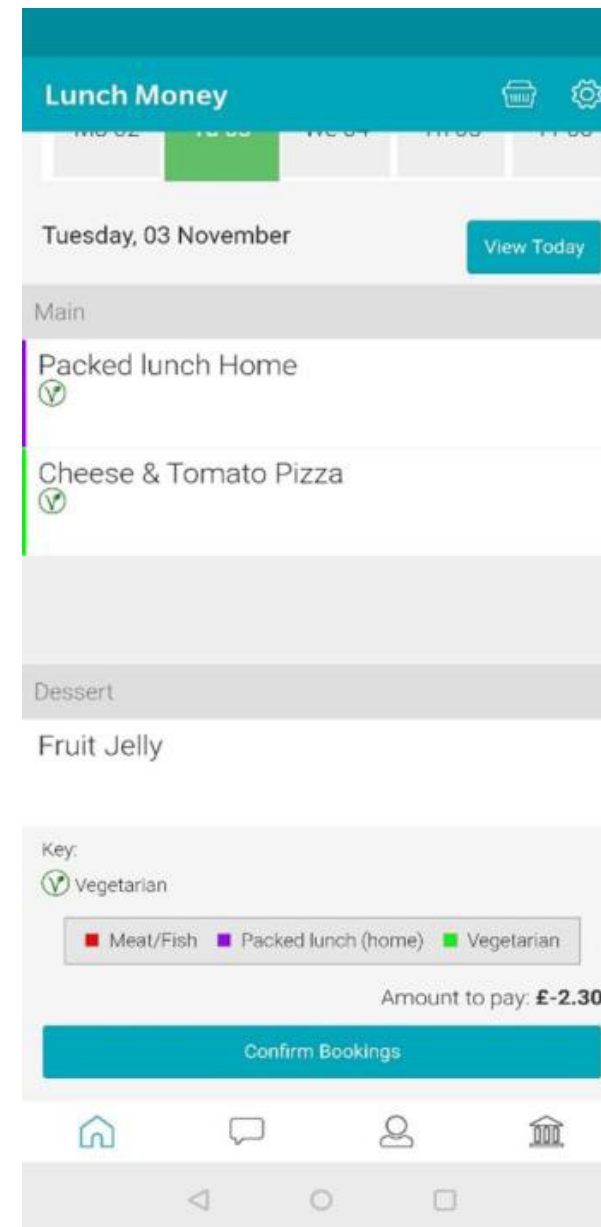 Lunch Money
Tuesday, 03 November
View Today
Main
Packed lunch Home
Cheese & Tomato Pizza
Dessert
Fruit Jelly
Key:
Vegetarian
Meat/Fish Packed lunch (home) Vegetarian
Amount to pay: £-2.30
Confirm Bookings